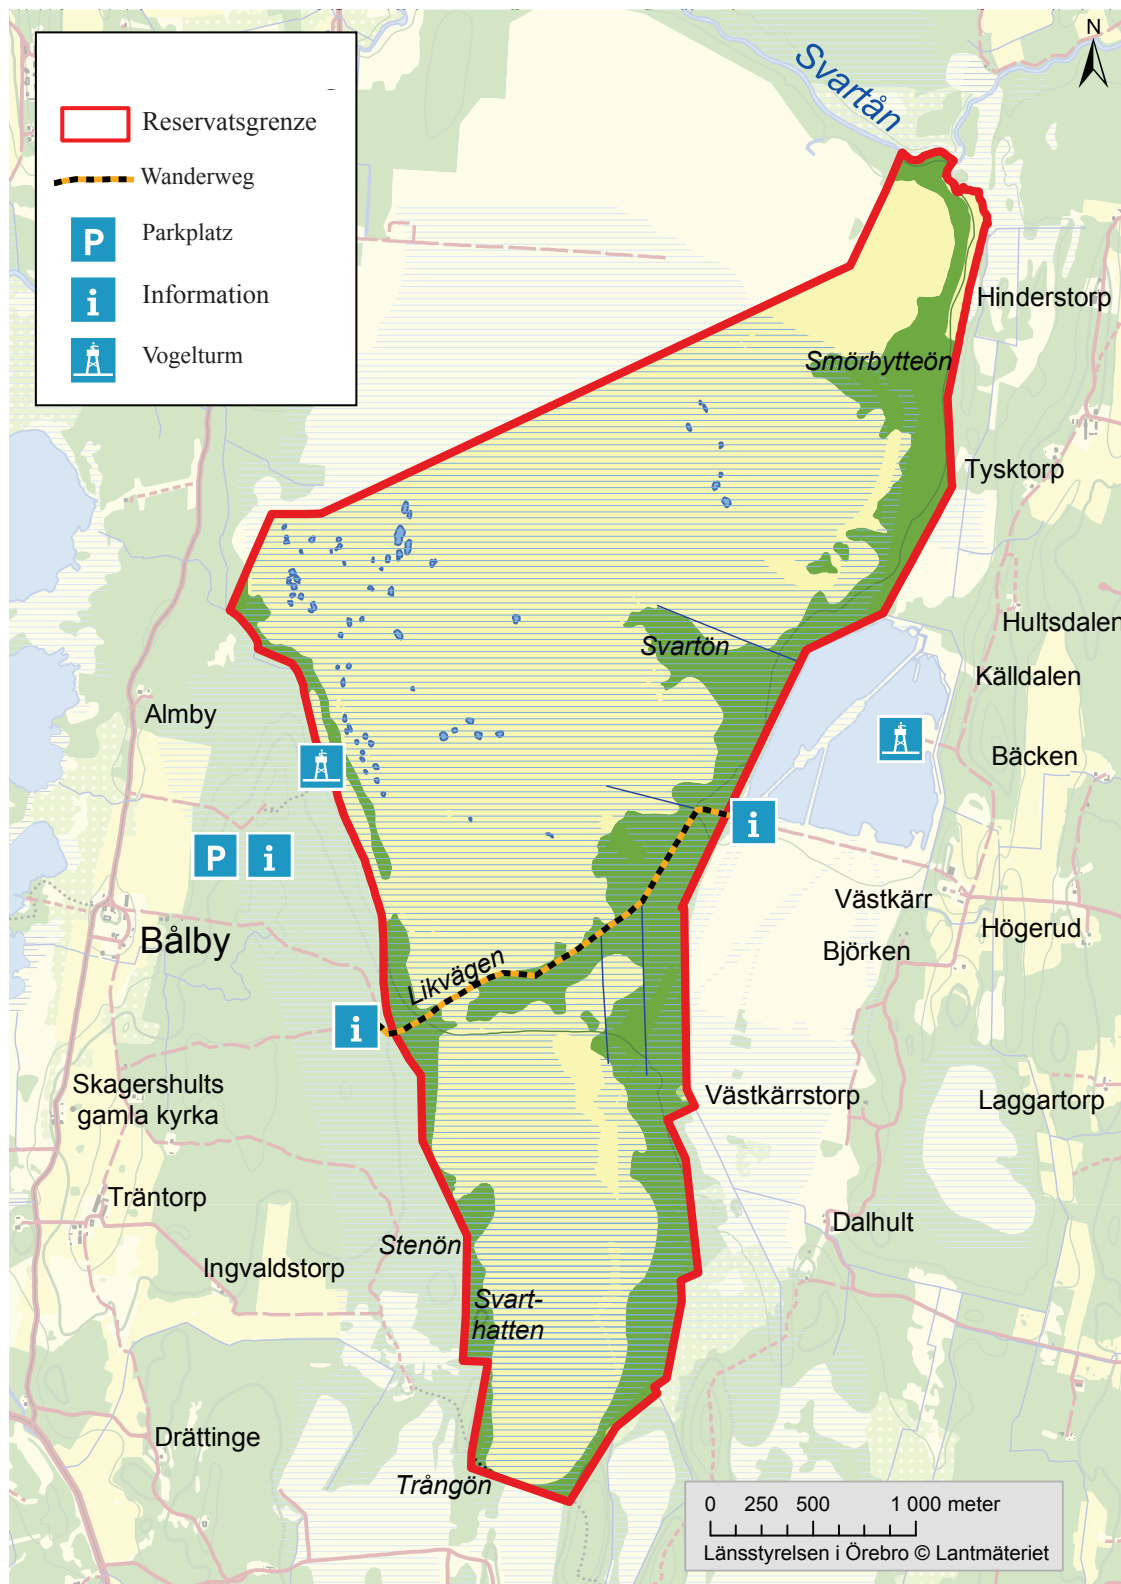 N
Svartån
Reservatsgrenze
Wanderweg
P
Parkplatz
i
Information
Vogelturm
Hinderstorp
Smörbytteön
Tysktorp
Hultsdalen
Svartön
Källdalen
Almby
Bäcken
i
P i
Västkärr
Högerud
Bålby
Björken
Likvägen
i
Skagershults
gamla kyrka
Västkärrstorp
Laggartorp
Träntorp
Dalhult
Stenön
Ingvaldstorp
Svart-
hatten
Drättinge
Trångön
0 250 500 1 000 meter
Länsstyrelsen i Örebro © Lantmäteriet